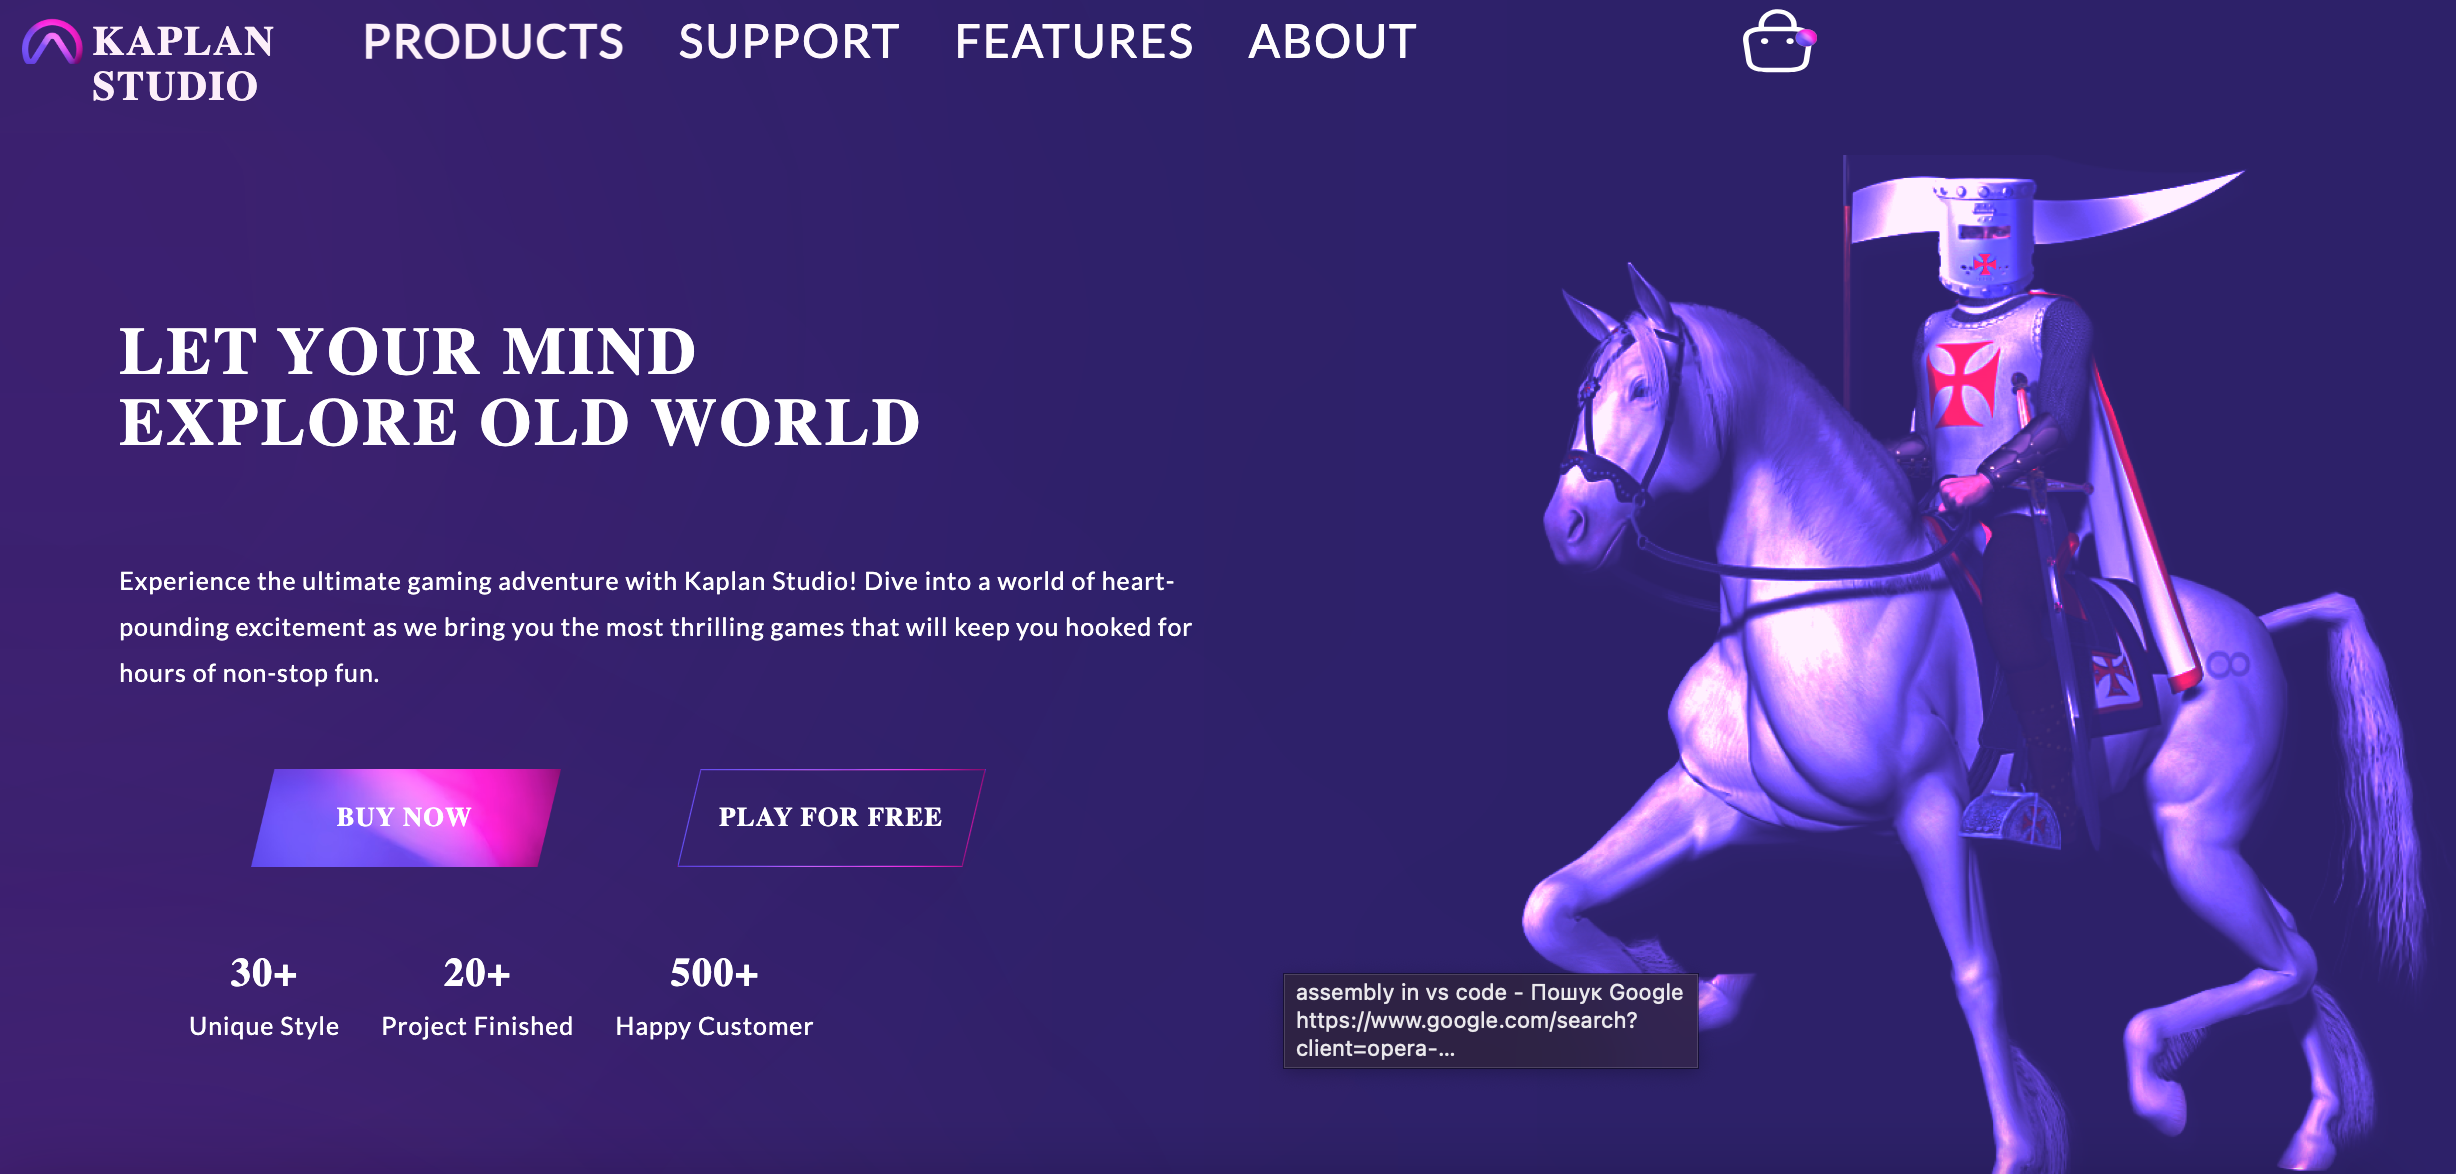 KAPLAN
STUDIO
PRODUCTS
SUPPORT
FEATURES
ABOUT
LET YOUR MIND
EXPLORE OLD WORLD
Experience the ultimate gaming adventure with Kaplan Studio! Dive into a world of heart-
pounding excitement as we bring you the most thrilling games that will keep you hooked for
hours of non-stop fun.
BUY NOW
PLAY FOR FREE
30+
Unique Style
20+
Project Finished
500+
Happy Customer
assembly in vs code - Пошук Google
https://www.google.com/search?
client=opera-...